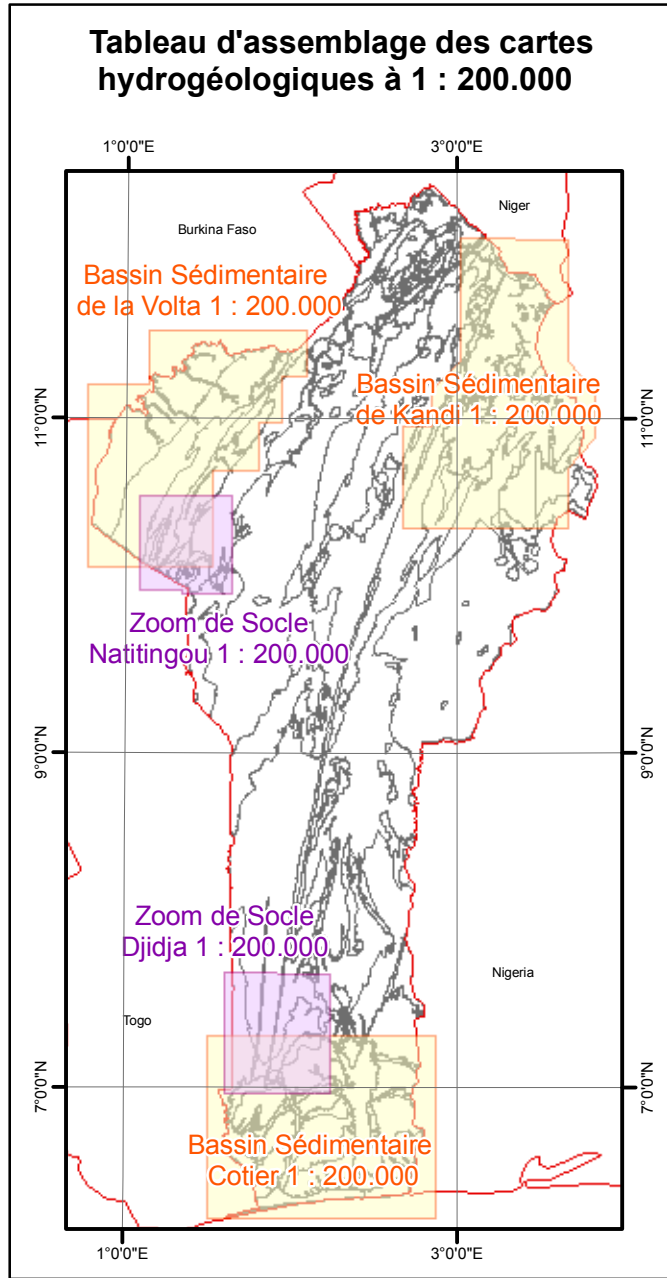 Tableau d'assemblage des cartes
hydrogéologiques à 1 : 200.000
1°0'0"E
3°0'0"E
Niger
Burkina Faso
Bassin Sédimentaire
de la Volta 1 : 200.000
Bassin Sédimentaire
de Kandi 1 : 200.000
11°0'0"N
11°0'0"N
Zoom de Socle
Natitingou 1 : 200.000
9°0'0"N
9°0'0"N
Zoom de Socle
Djidja 1 : 200.000
Nigeria
Togo
7°0'0"N
7°0'0"N
Bassin Sédimentaire
Cotier 1 : 200.000
1°0'0"E
3°0'0"E